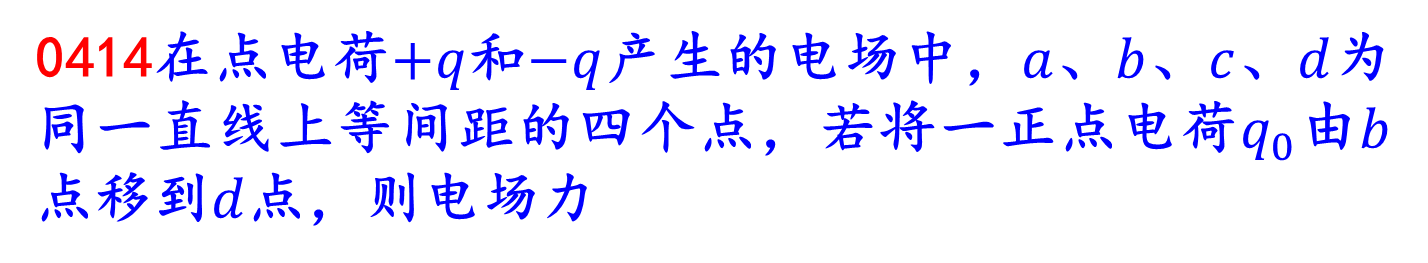 0414在点电荷+q和−q产生的电场中，a、b、c、d为
同一直线上等间距的四个点，若将一正点电荷q₀由b
点移到d点，则电场力